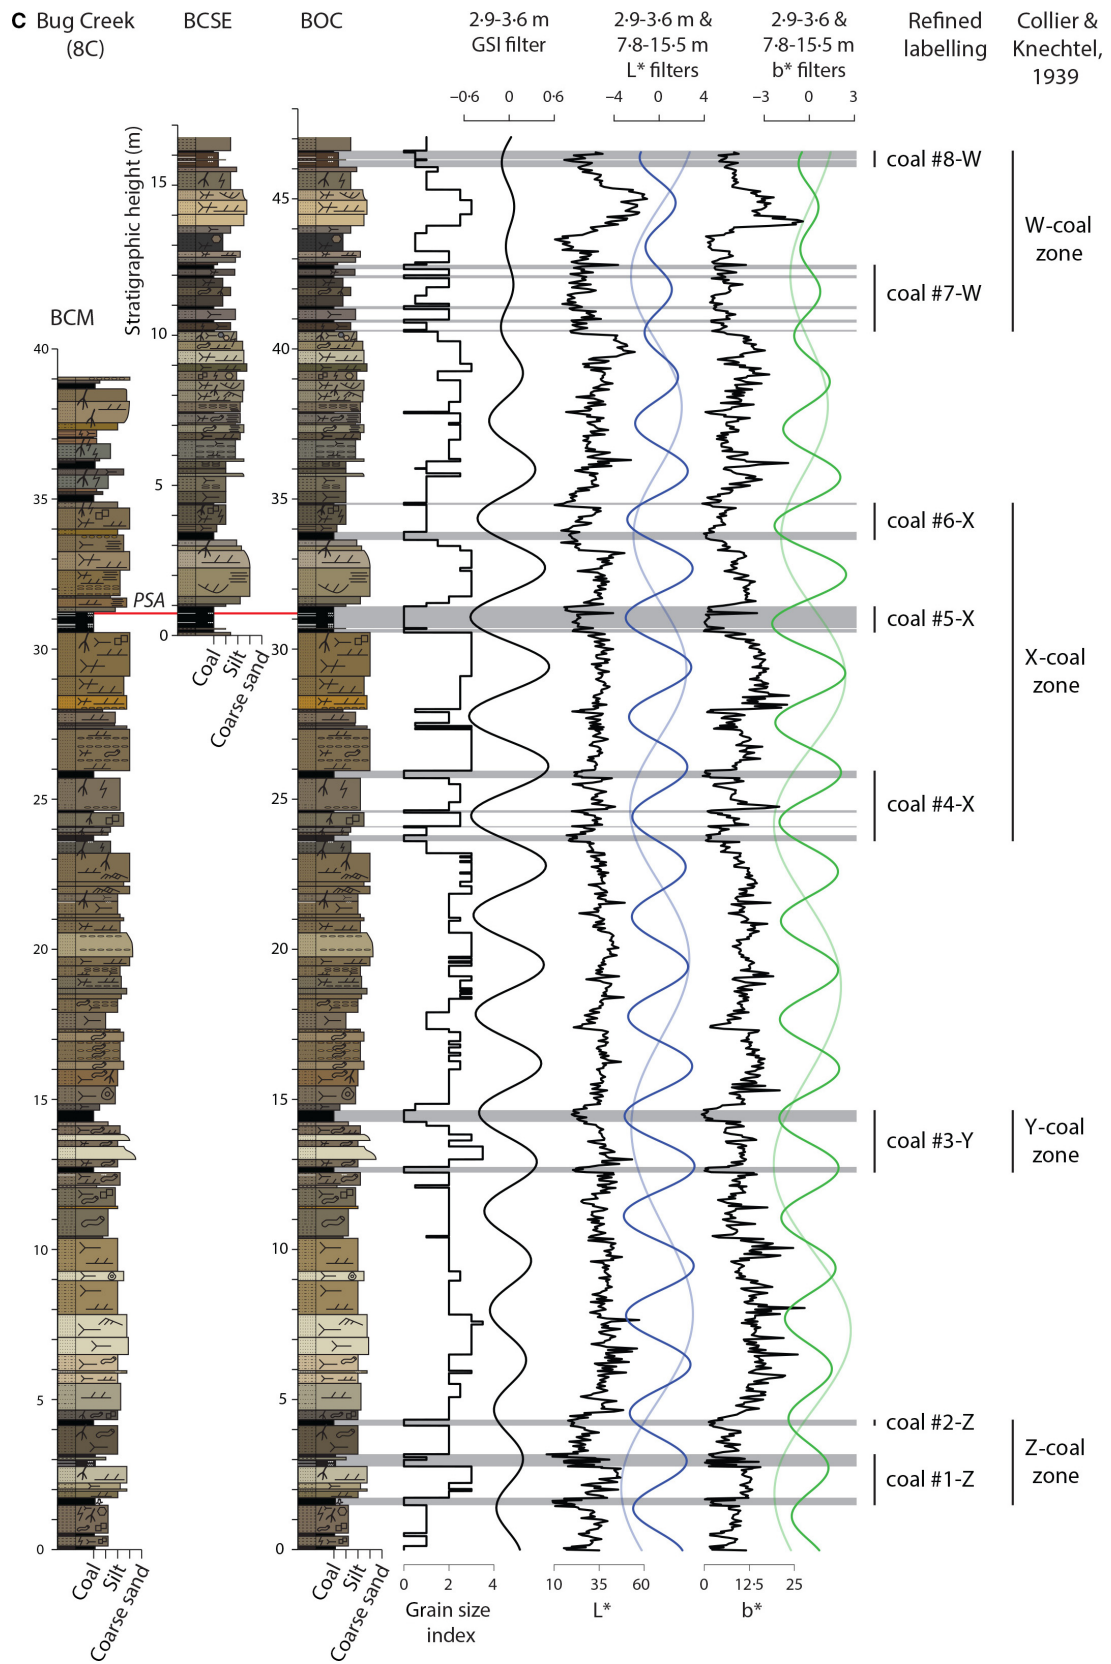 C Bug Creek
(8C)
BCSE
BOC
2·9-3·6 m
GSI filter
2·9-3·6 m &
7·8-15·5 m
L* filters
2·9-3·6 &
7·8-15·5 m
b* filters
Refined
labelling
Collier &
Knechtel,
1939
−0·6 0 0·6
−4 0 4
−3 0 3
Stratigraphic height (m)
15
10
5
0
BCM
40
35
30
25
20
15
10
5
0
45
40
35
30
25
20
15
10
5
0
PSA
Coal
Silt
Coarse sand
coal #8-W
coal #7-W
coal #6-X
coal #5-X
coal #4-X
coal #3-Y
coal #2-Z
coal #1-Z
W-coal
zone
X-coal
zone
Y-coal
zone
Z-coal
zone
Coal
Silt
Coarse sand
Coal
Silt
Coarse sand
0 2 4
Grain size
index
10 35 60
L*
0 12·5 25
b*